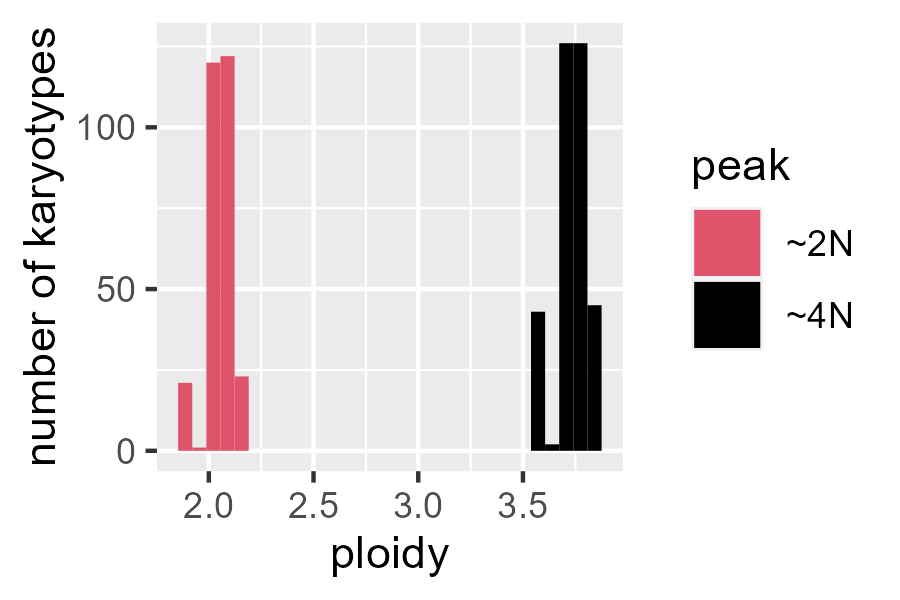 number of karyotypes
100
50
0
2.0 2.5 3.0 3.5
ploidy
peak
~2N
~4N